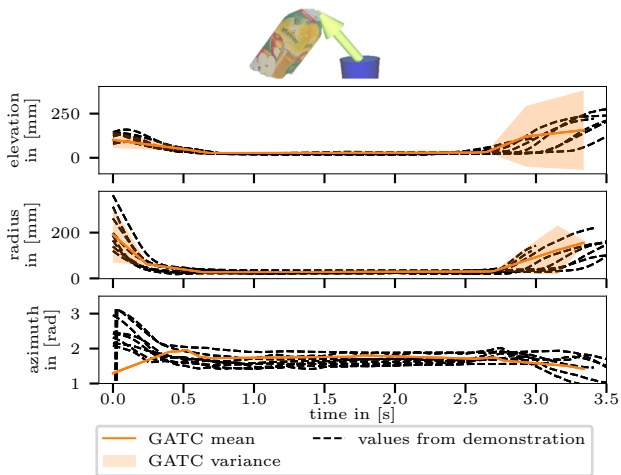 elevation
in [mm]
250
0
radius
in [mm]
200
0
azimuth
in [rad]
3
2
1
0.0 0.5 1.0 1.5 2.0 2.5 3.0 3.5
time in [s]
GATC mean
values from demonstration
GATC variance